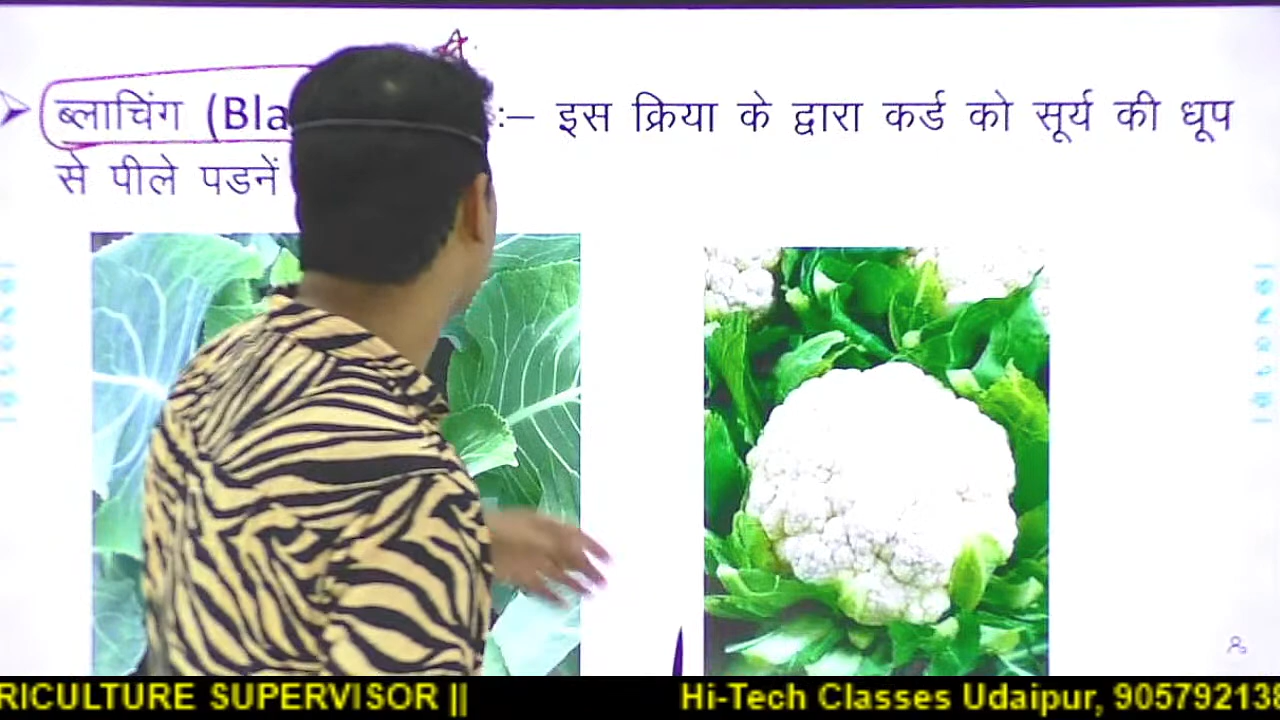 ब्लाचिंग (Bla :– इस क्रिया के द्वारा कर्ड को सूर्य की धूप
से पीले पडनें
RICULTURE SUPERVISOR || Hi-Tech Classes Udaipur, 905792138